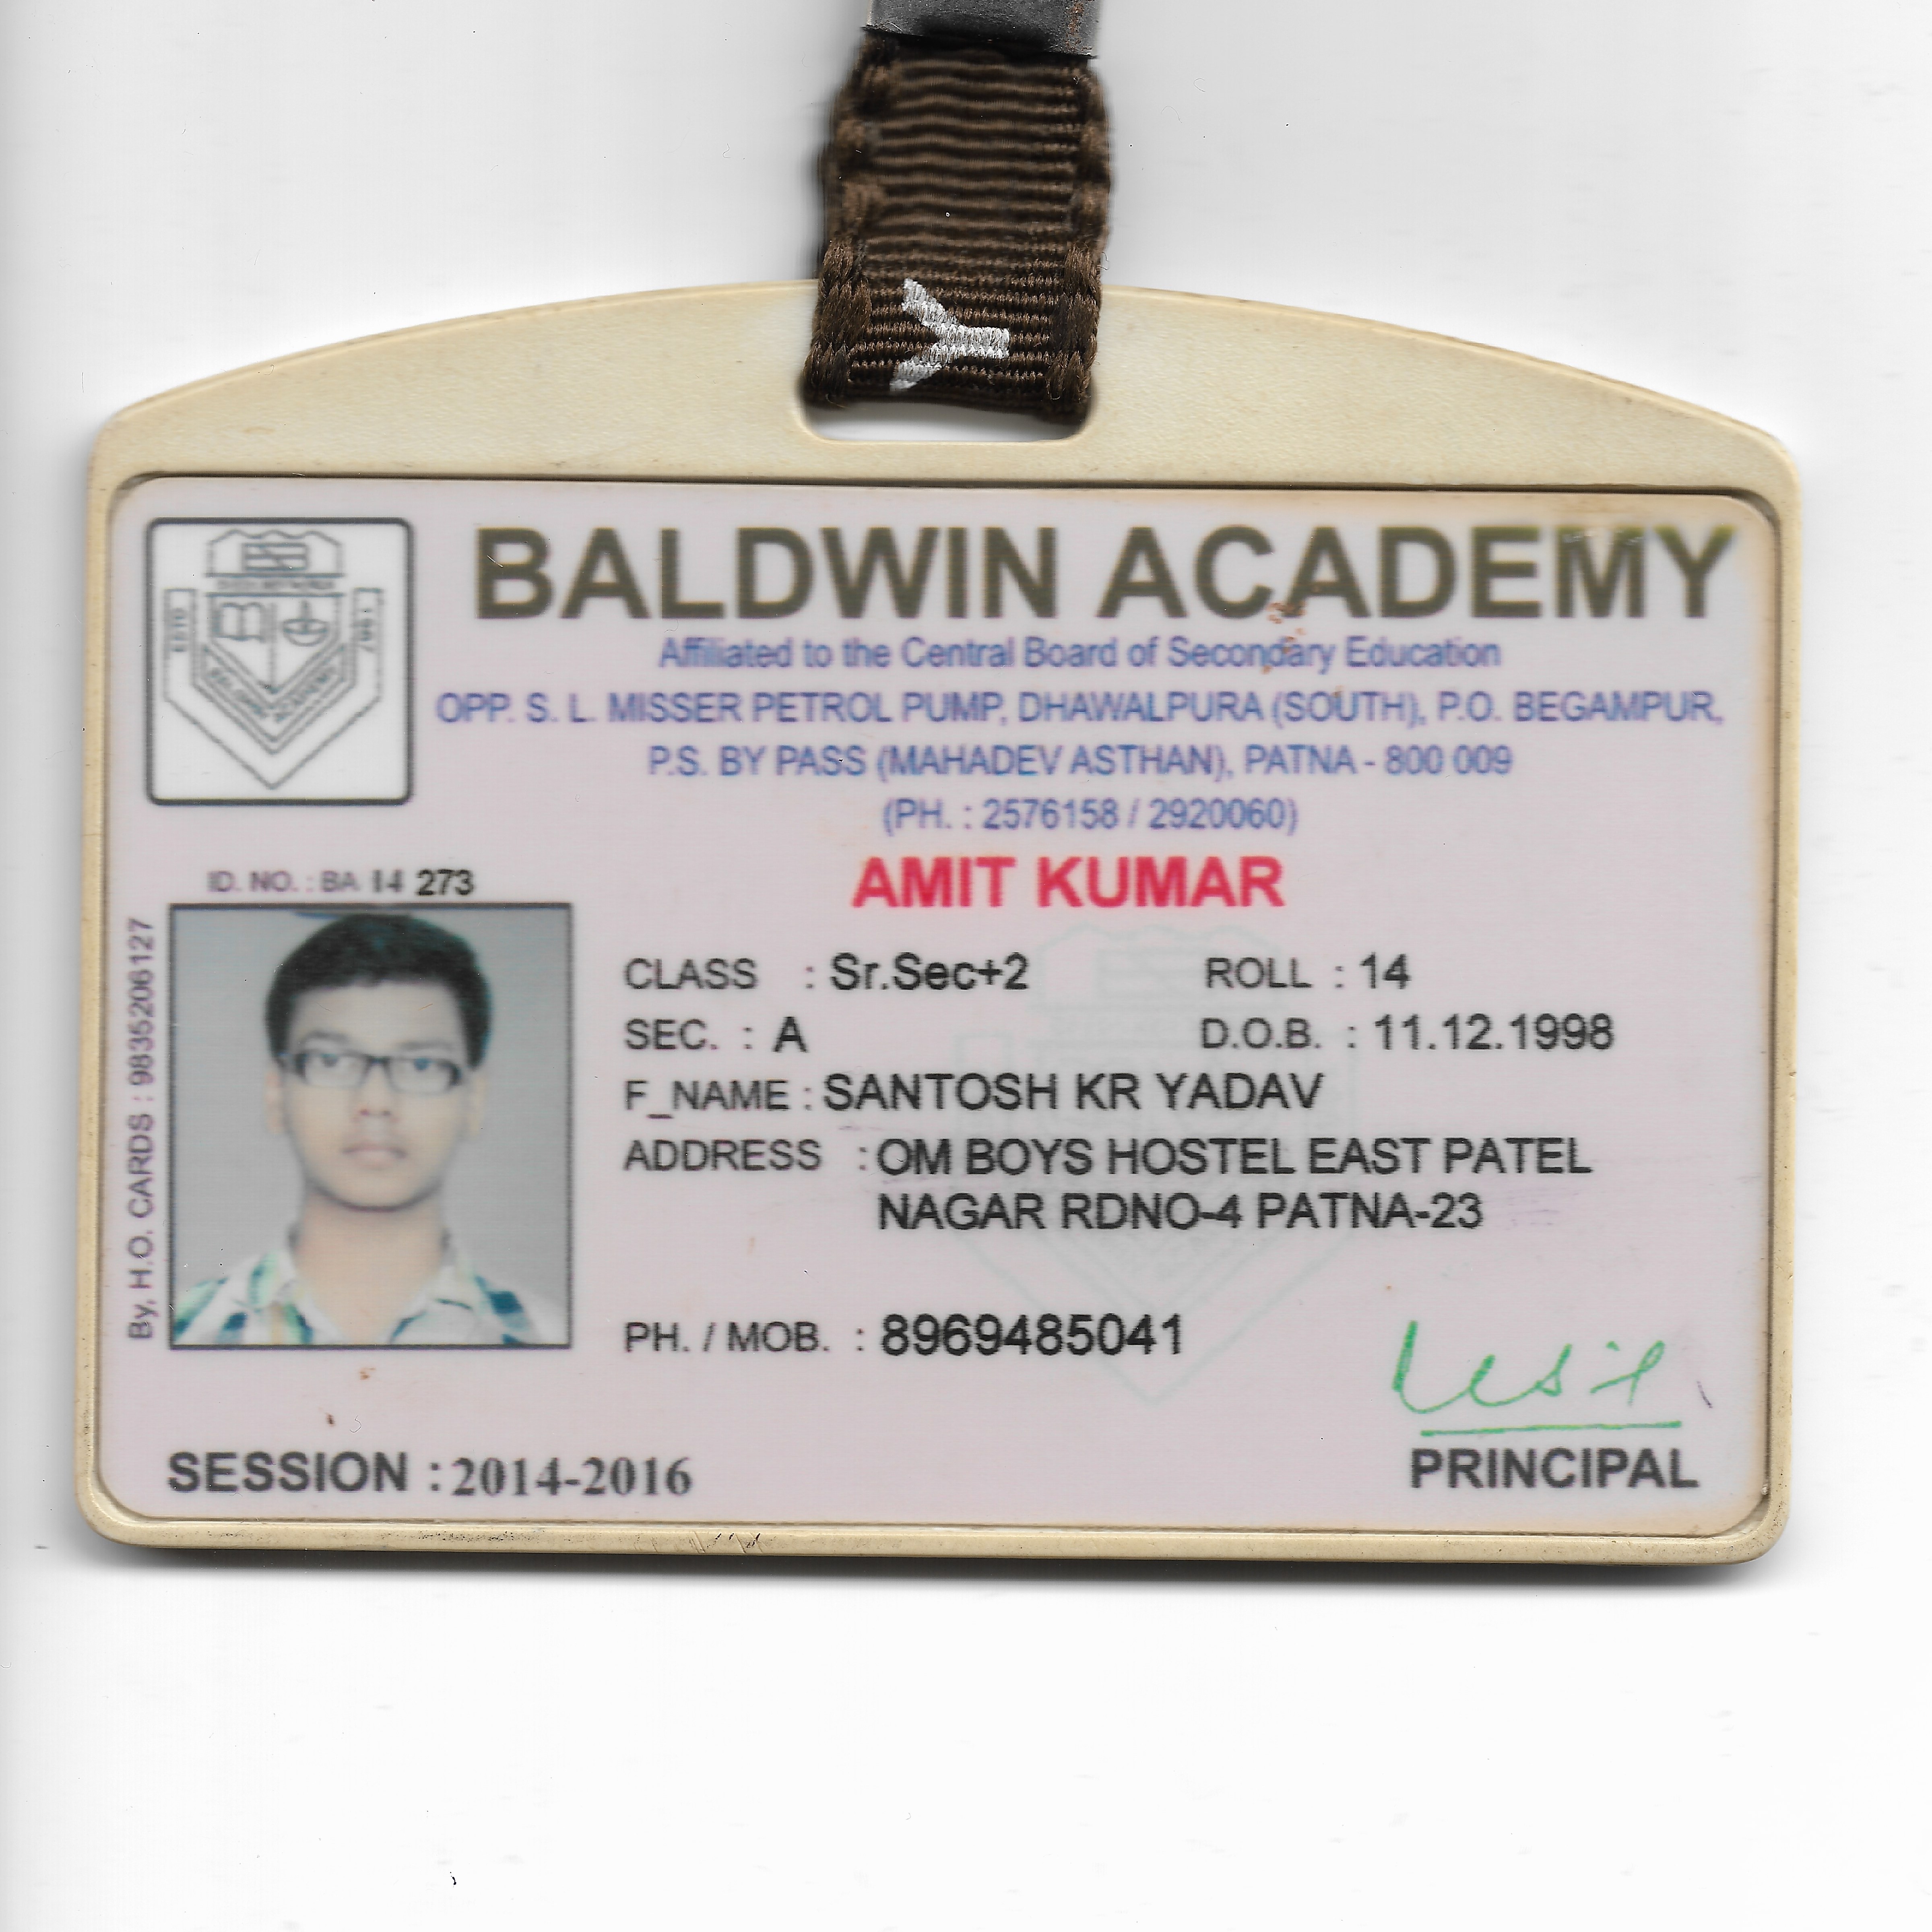 BALDWIN ACADEMY
Affiliated to the Central Board of Secondary Education
OPP. S. L. MISSER PETROL PUMP, DHAWALPURA (SOUTH), P.O. BEGAMPUR,
P.S. BY PASS (MAHADEV ASTHAN), PATNA - 800 009
(PH. : 2576158 / 2920060)
ID. NO. : BA 14 273
AMIT KUMAR
CLASS : Sr.Sec+2 ROLL : 14
SEC. : A D.O.B. : 11.12.1998
F_NAME : SANTOSH KR YADAV
ADDRESS : OM BOYS HOSTEL EAST PATEL
NAGAR RDNO-4 PATNA-23
PH. / MOB. : 8969485041
By, H.O. CARDS : 9835206127
SESSION : 2014-2016
PRINCIPAL